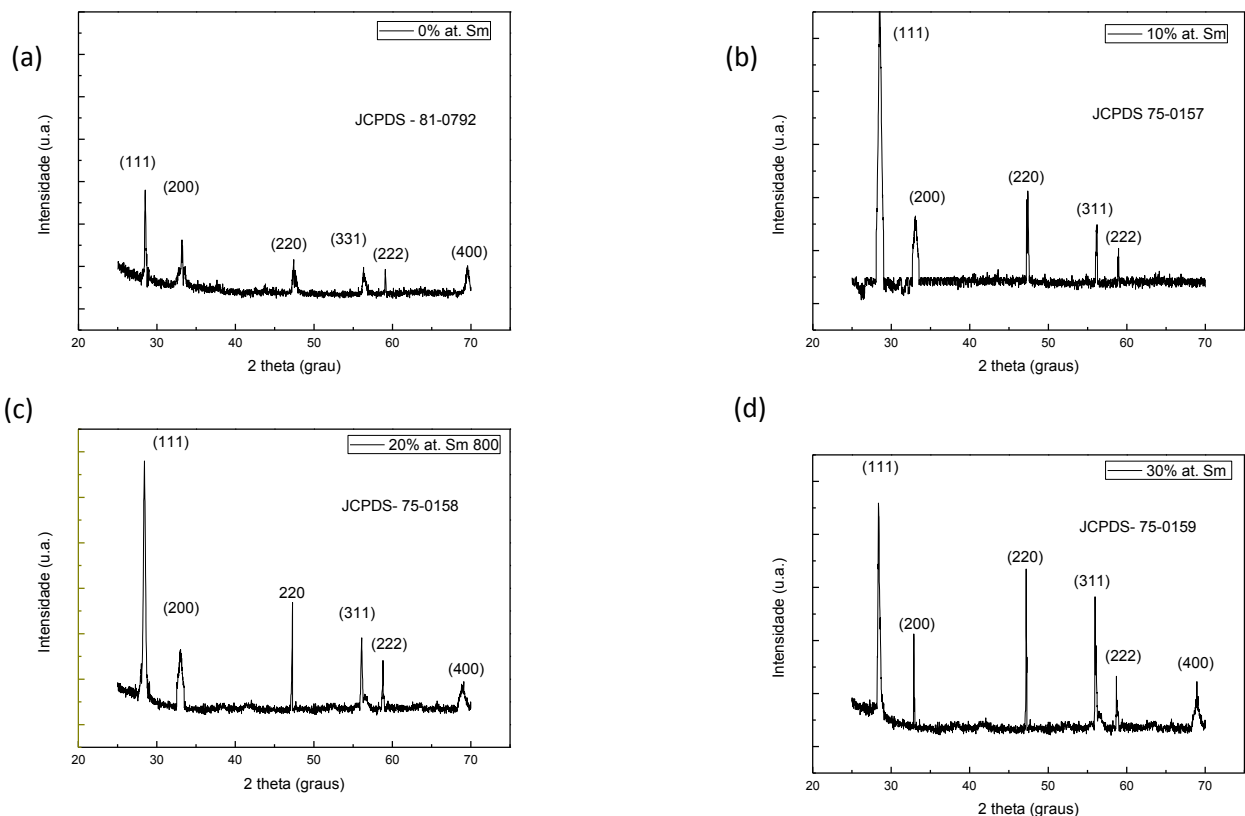 (a)
0% at. Sm
JCPDS - 81-0792
(111)
(200)
(220)
(331)
(222)
(400)
Intensidade (u.a.)
20 30 40 50 60 70
2 theta (grau)
(b)
10% at. Sm
(111)
JCPDS 75-0157
(200)
(220)
(311)
(222)
Intensidade (u.a.)
20 30 40 50 60 70
2 theta (graus)
(c)
20% at. Sm 800
(111)
JCPDS- 75-0158
(200)
220
(311)
(222)
(400)
Intensidade (u.a.)
20 30 40 50 60 70
2 theta (graus)
(d)
30% at. Sm
(111)
JCPDS- 75-0159
(200)
(220)
(311)
(222)
(400)
Intensidade (u.a.)
20 30 40 50 60 70
2 theta (graus)